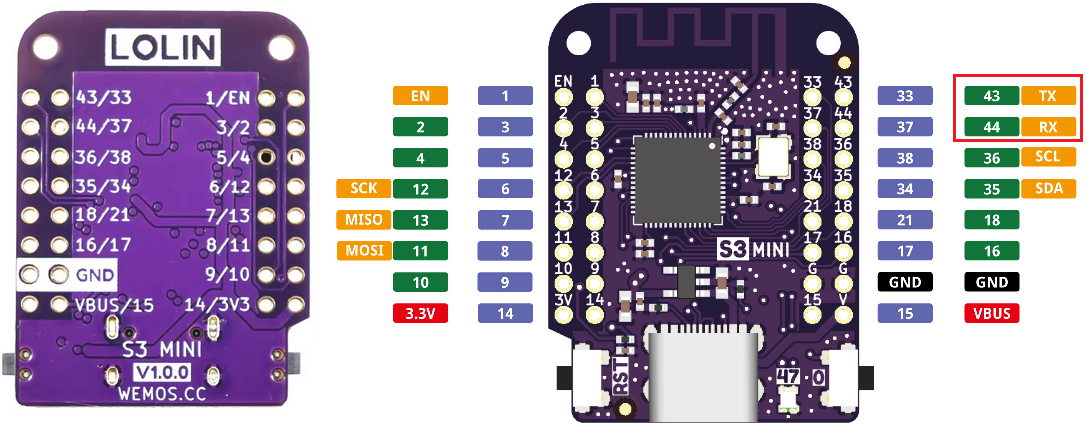 LOLIN
43/33 1/EN
44/37 3/2
36/38 5/4
35/34 6/12
18/21 7/13
16/17 8/11
GND 9/10
VBUS/15 14/3V3
S3 MINI
V1.0.0
WEMOS.CC
EN 1
2 3
4 5
SCK 12 6
MISO 13 7
MOSI 11 8
10 9
3.3V 14
EN 1 33 43
2 3 37 44
4 5 38 36
12 6 34 35
13 7 21 18
11 8 17 16
10 9 G G
3V 14 15 V
S3 MINI
RST 47 0
33 43 TX
37 44 RX
38 36 SCL
34 35 SDA
21 18
17 16
GND GND
15 VBUS